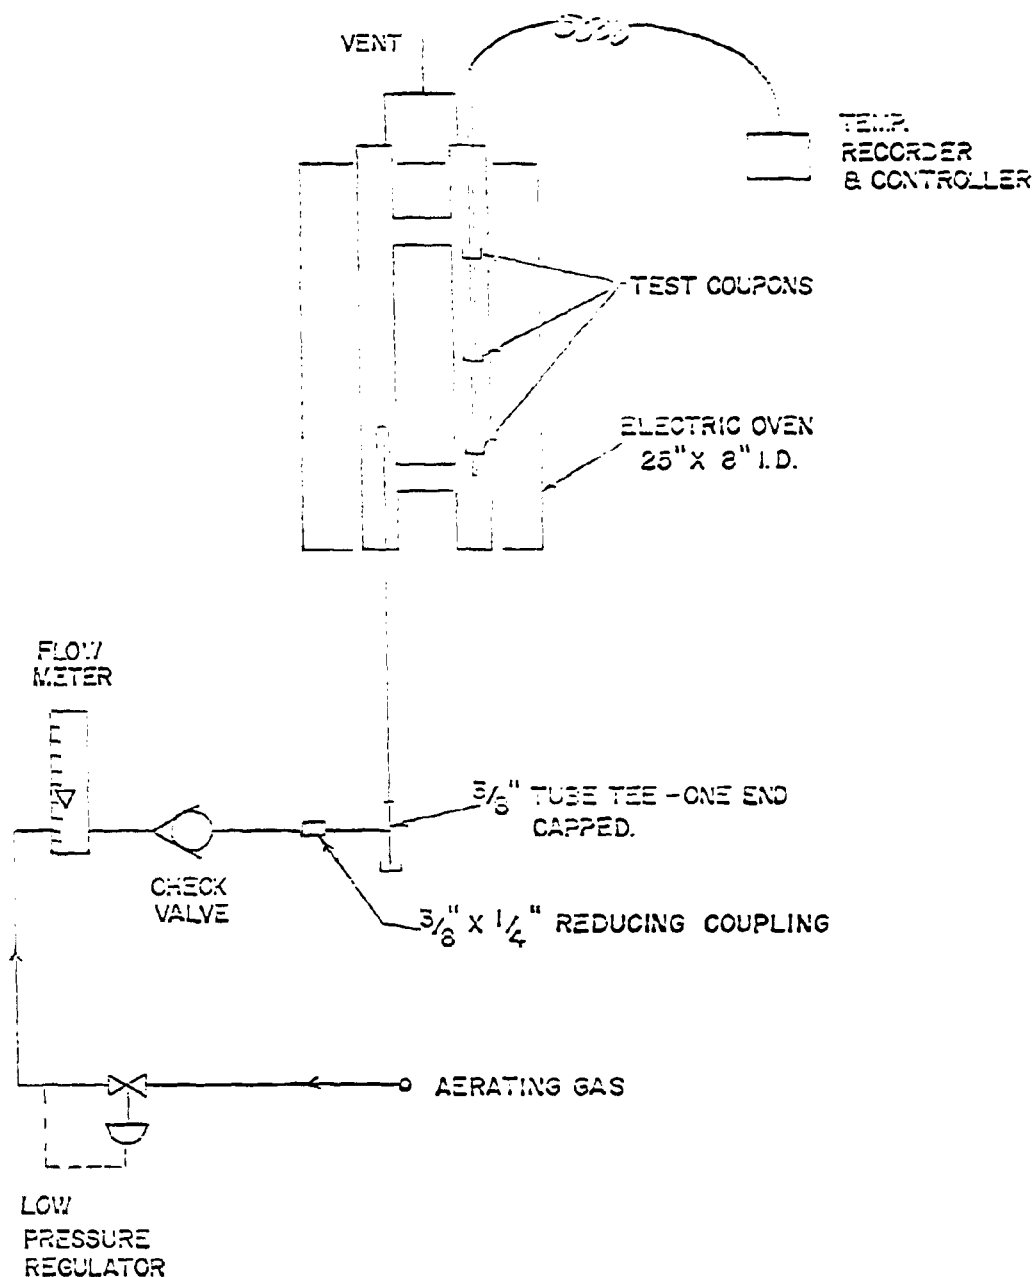 VENT
TEMP.
RECORDER
& CONTROLLER
TEST COUPONS
ELECTRIC OVEN
25" X 8" I.D.
FLOW
METER
3/8" TUBE TEE - ONE END
CAPPED.
CHECK
VALVE
3/8" X 1/4" REDUCING COUPLING
AERATING GAS
LOW
PRESSURE
REGULATOR